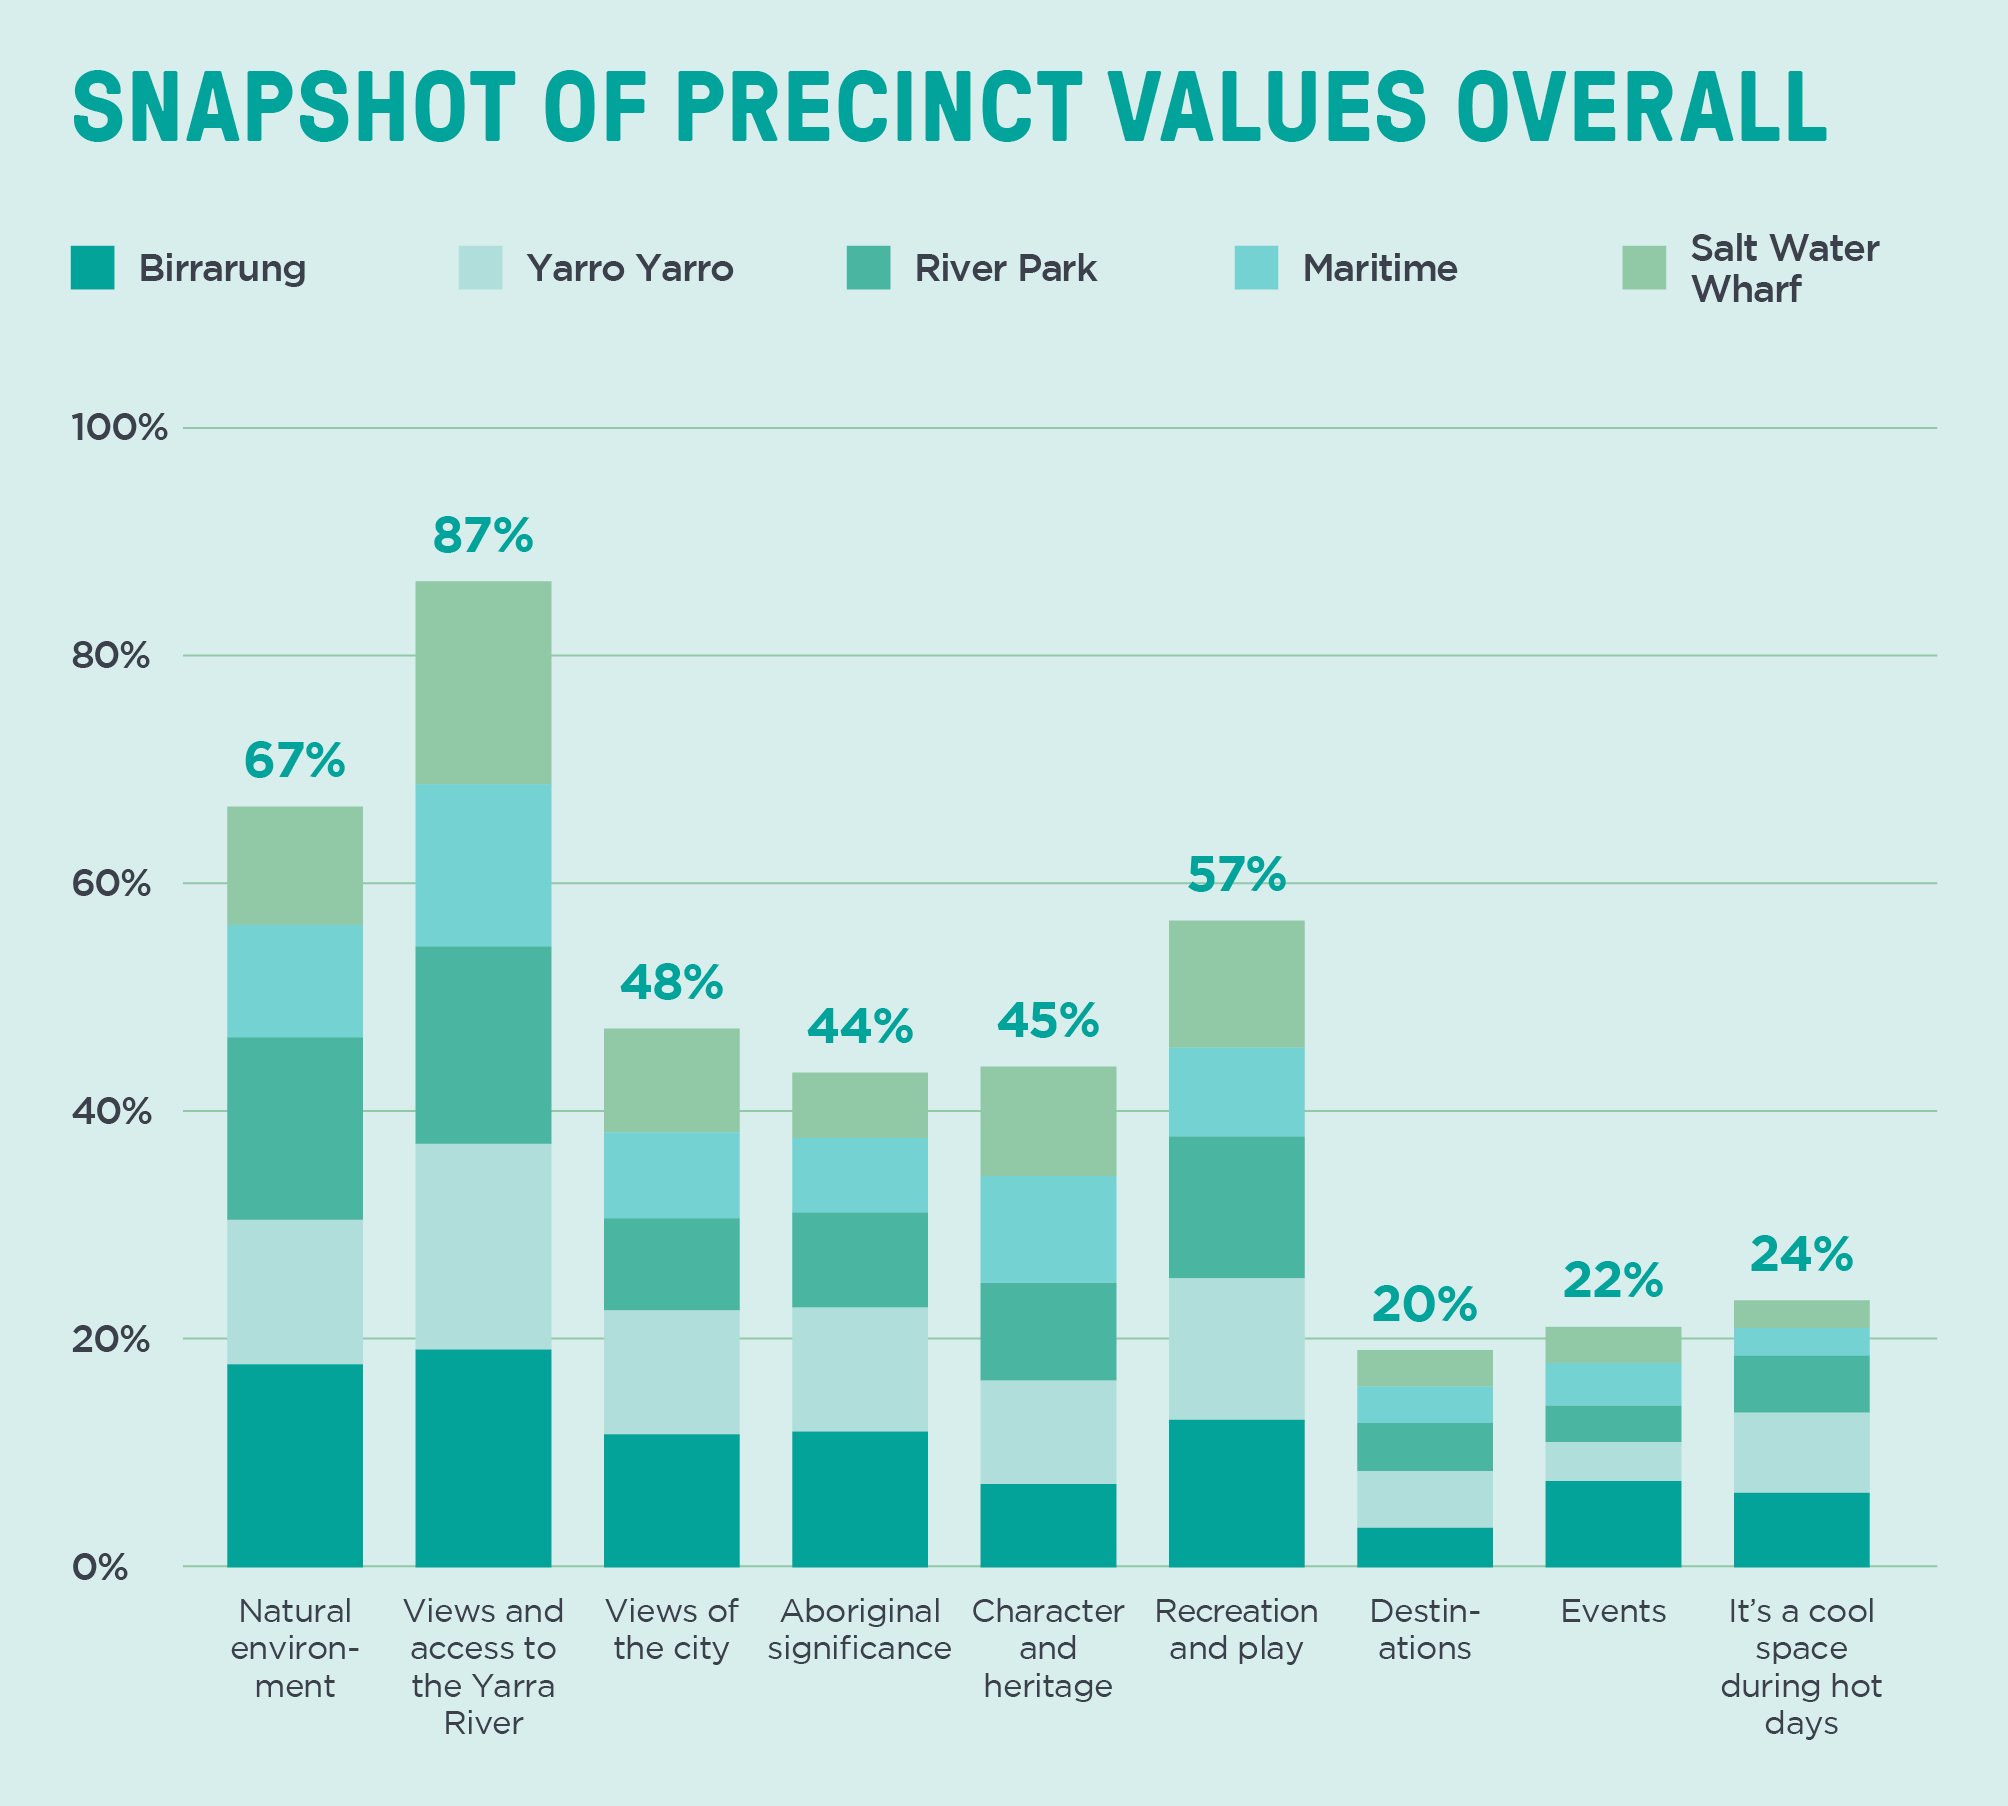 SNAPSHOT OF PRECINCT VALUES OVERALL
Birrarung
Yarro Yarro
River Park
Maritime
Salt Water
Wharf
100%
80%
60%
40%
20%
0%
67%
87%
48%
44%
45%
57%
20%
22%
24%
Natural
environ-
ment
Views and
access to
the Yarra
River
Views of
the city
Aboriginal
significance
Character
and
heritage
Recreation
and play
Destin-
ations
Events
It's a cool
space
during hot
days